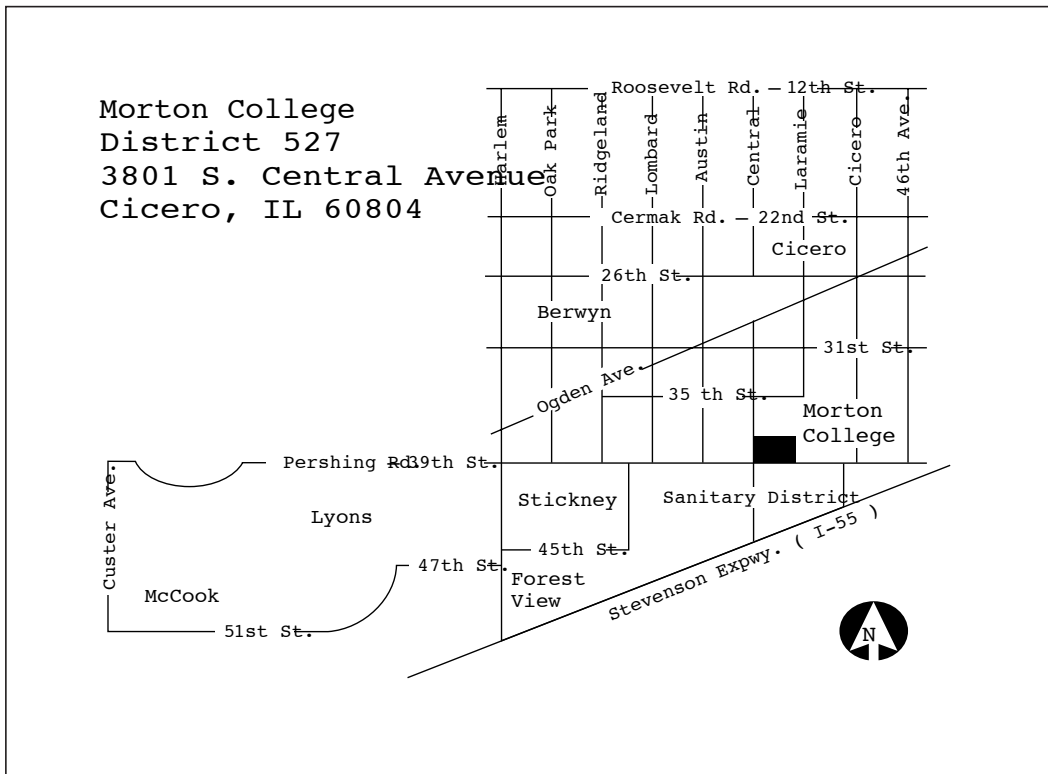 Morton College
District 527
3801 S. Central Avenue
Cicero, IL 60804
Roosevelt Rd. – 12th St.
Harlem
Oak Park
Ridgeland
Lombard
Austin
Central
Laramie
Cicero
46th Ave.
Cermak Rd. – 22nd St.
Cicero
26th St.
Berwyn
31st St.
Ogden Ave.
35 th St.
Morton
College
Pershing Rd. – 39th St.
Custer Ave.
Stickney
Sanitary District
Lyons
Stevenson Expwy. ( I-55 )
45th St.
47th St.
Forest
View
McCook
51st St.
N